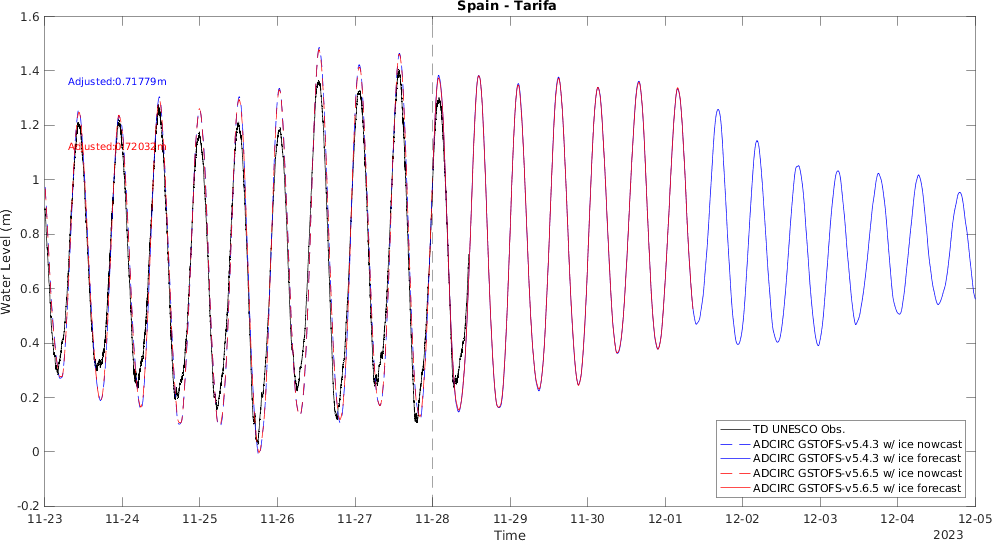 Spain - Tarifa
1.6
1.4
1.2
1
0.8
0.6
0.4
0.2
0
-0.2
Water Level (m)
Adjusted:0.71779m
Adjusted:0.72032m
TD UNESCO Obs.
ADCIRC GSTOFS-v5.4.3 w/ ice nowcast
ADCIRC GSTOFS-v5.4.3 w/ ice forecast
ADCIRC GSTOFS-v5.6.5 w/ ice nowcast
ADCIRC GSTOFS-v5.6.5 w/ ice forecast
11-23 11-24 11-25 11-26 11-27 11-28 11-29 11-30 12-01 12-02 12-03 12-04 12-05
Time
2023